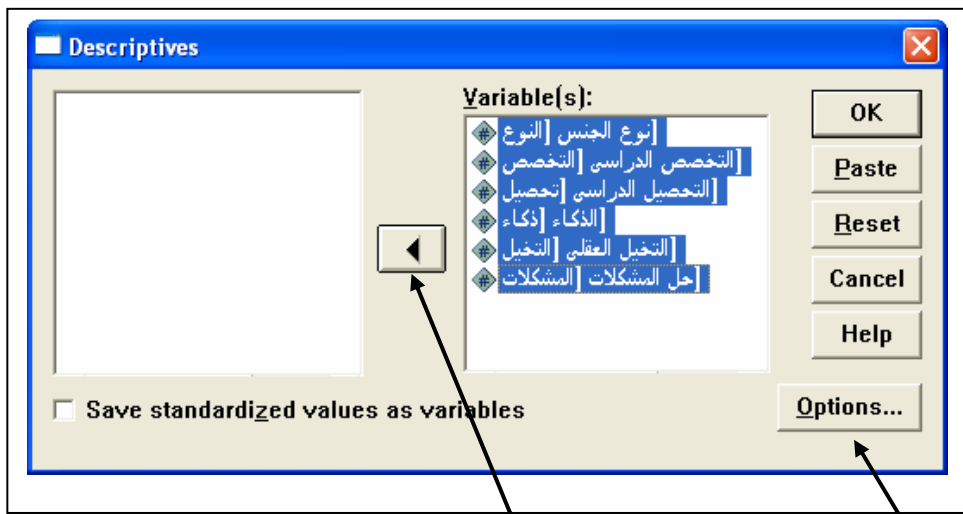 Descriptives
Variable(s):
نوع الجنس [النوع]
التخصص الدراسى [التخصص]
التحصيل الدراسى [تحصيل]
الذكاء [ذكاء]
التخيل العقلى [التخيل]
حل المشكلات [المشكلات]
OK
Paste
Reset
Cancel
Help
Save standardized values as variables
Options...